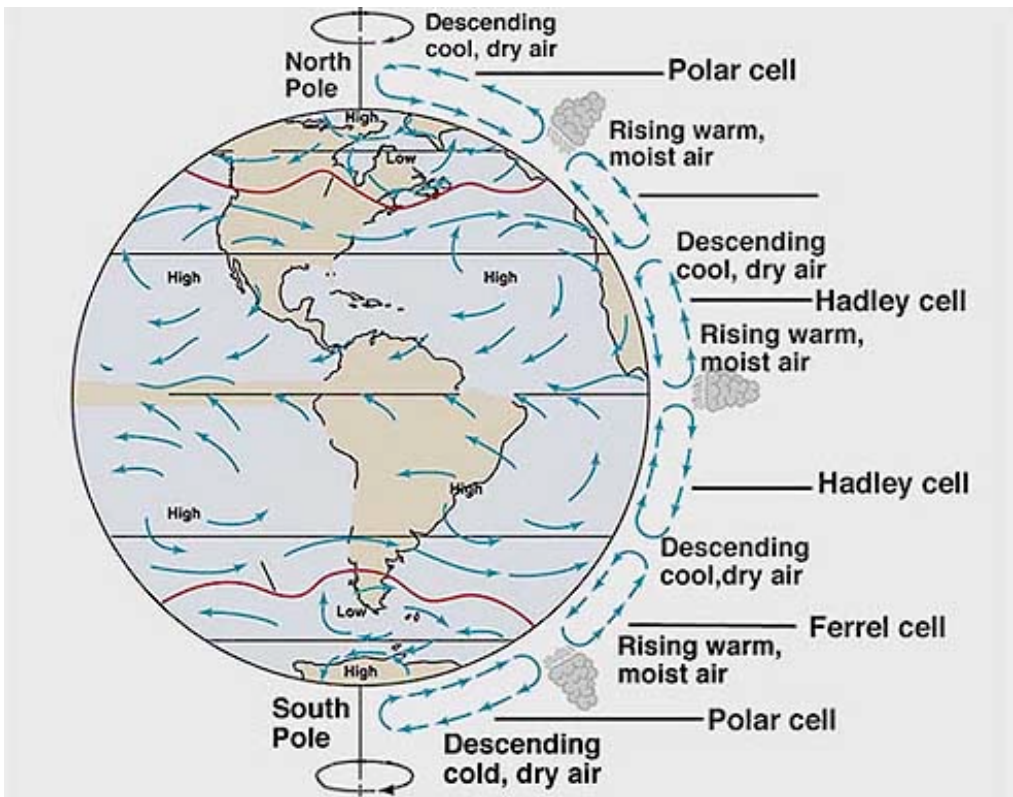 Descending
cool, dry air
North
Pole
Polar cell
High
Rising warm,
moist air
Low
Descending
cool, dry air
High
High
Hadley cell
Rising warm,
moist air
Hadley cell
High
High
Descending
cool,dry air
Low
Ferrel cell
Rising warm,
moist air
High
South
Pole
Polar cell
Descending
cold, dry air